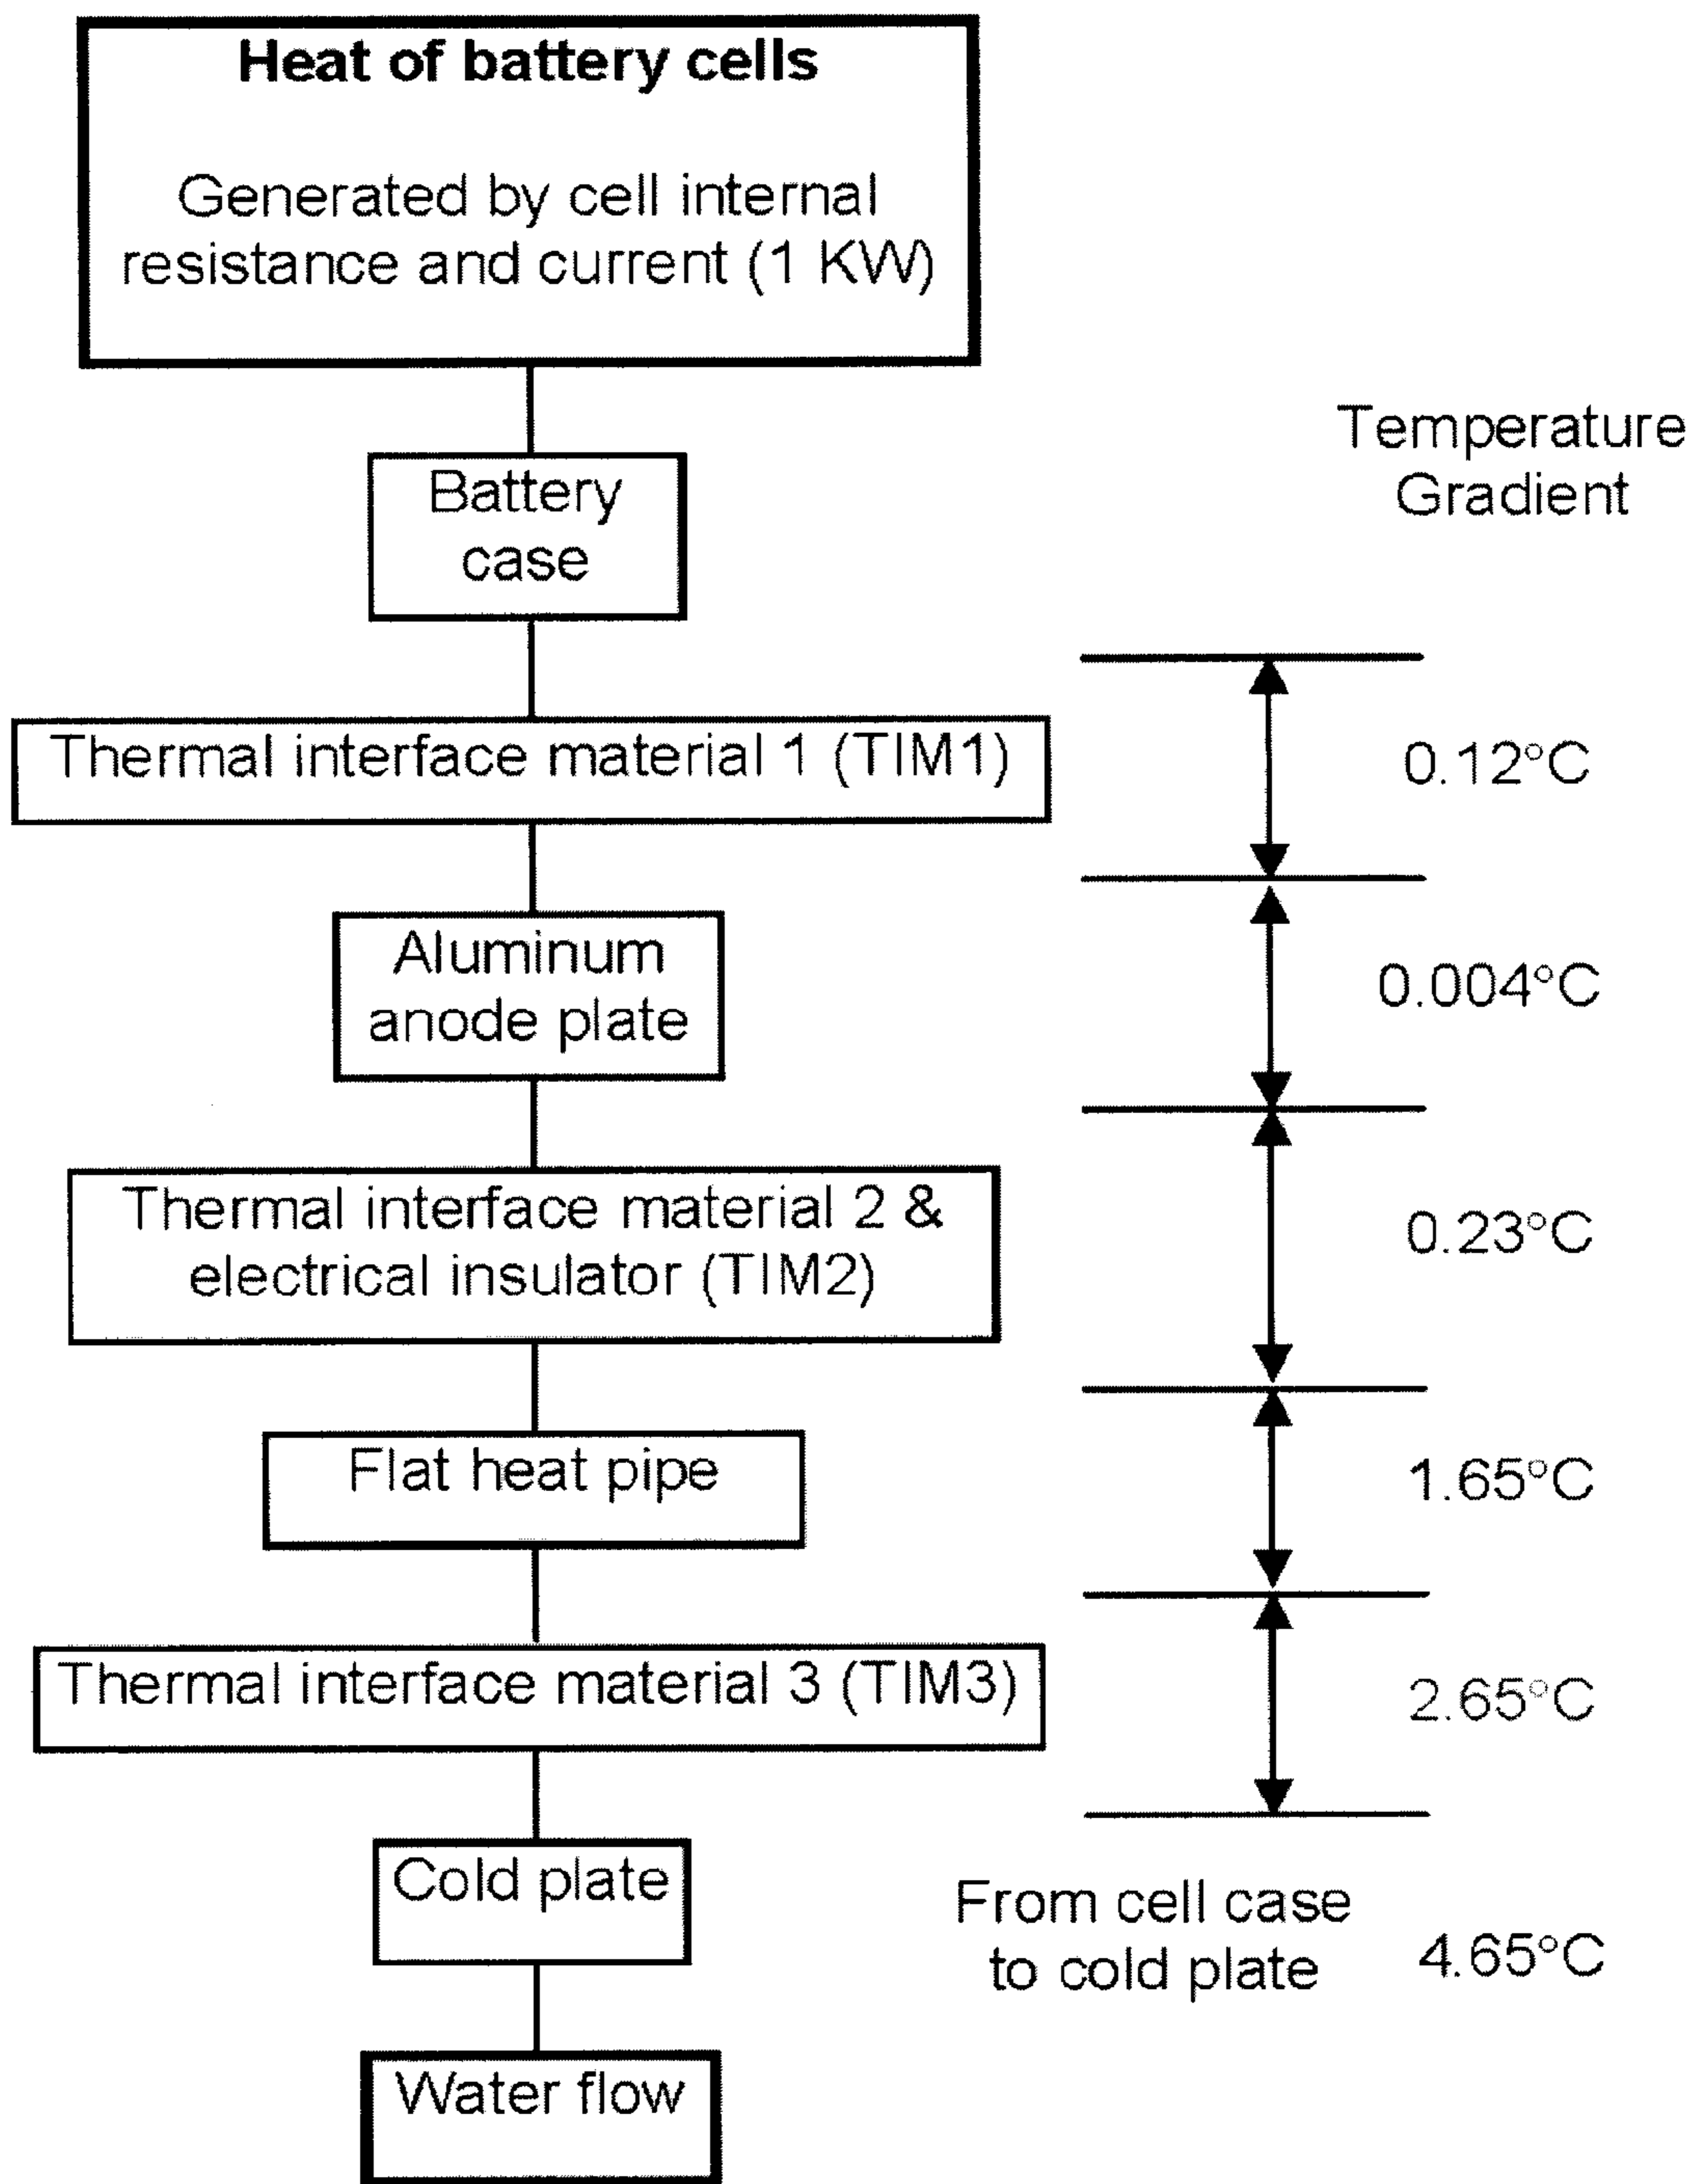 Heat of battery cells
Generated by cell internal
resistance and current (1 KW)
Battery
case
Temperature
Gradient
Thermal interface material 1 (TIM1)
0.12°C
Aluminum
anode plate
0.004°C
Thermal interface material 2 &
electrical insulator (TIM2)
0.23°C
Flat heat pipe
1.65°C
Thermal interface material 3 (TIM3)
2.65°C
Cold plate
From cell case
to cold plate
4.65°C
Water flow